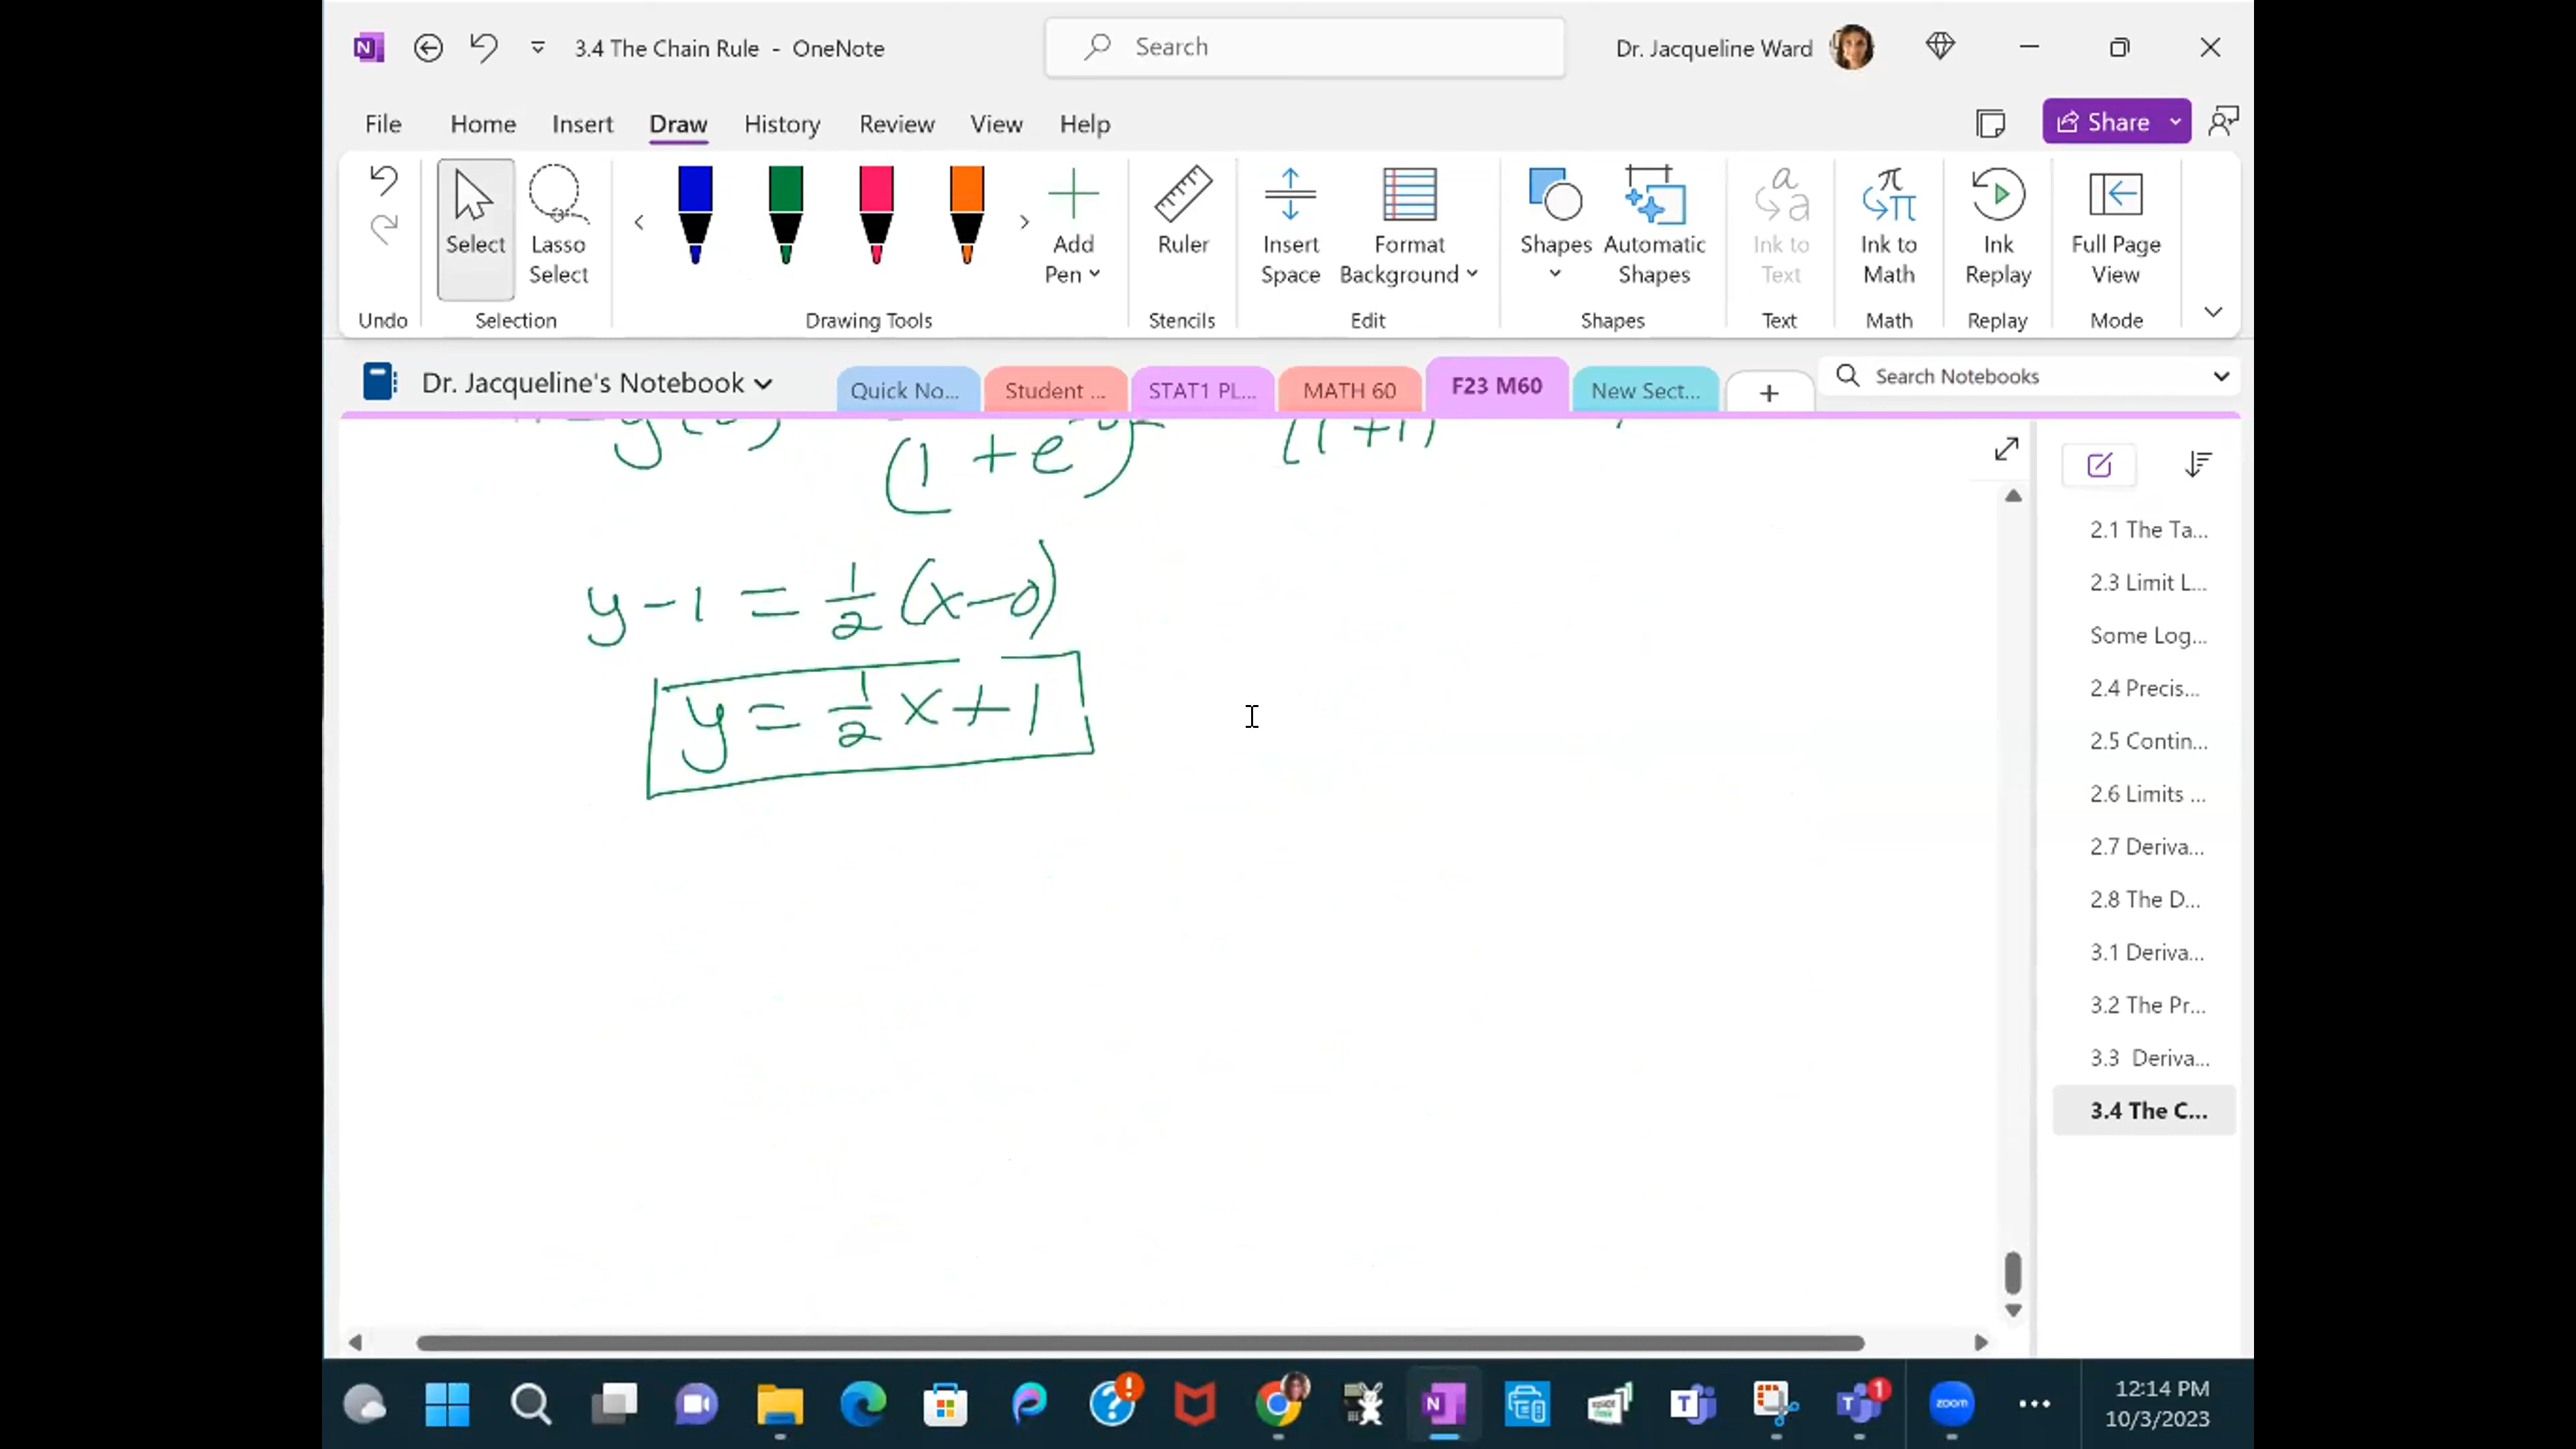 3.4 The Chain Rule - OneNote
Search
Dr. Jacqueline Ward
File Home Insert Draw History Review View Help
Share
Select
Lasso Select
Add Pen
Ruler
Insert Space
Format Background
Shapes
Automatic Shapes
a a
Ink to Text
π π
Ink to Math
Ink Replay
Full Page View
Undo Selection Drawing Tools Stencils Edit Shapes Text Math Replay Mode
Dr. Jacqueline's Notebook
Quick No...
Student ...
STAT1 PL...
MATH 60
F23 M60
New Sect...
+
Search Notebooks
(1 + e
(1+1)
y - 1 = 1/2 (x-0)
y = 1/2 x + 1
2.1 The Ta...
2.3 Limit L...
Some Log...
2.4 Precis...
2.5 Contin...
2.6 Limits ...
2.7 Deriva...
2.8 The D...
3.1 Deriva...
3.2 The Pr...
3.3 Deriva...
3.4 The C...
N
T
1
zoom
12:14 PM
10/3/2023